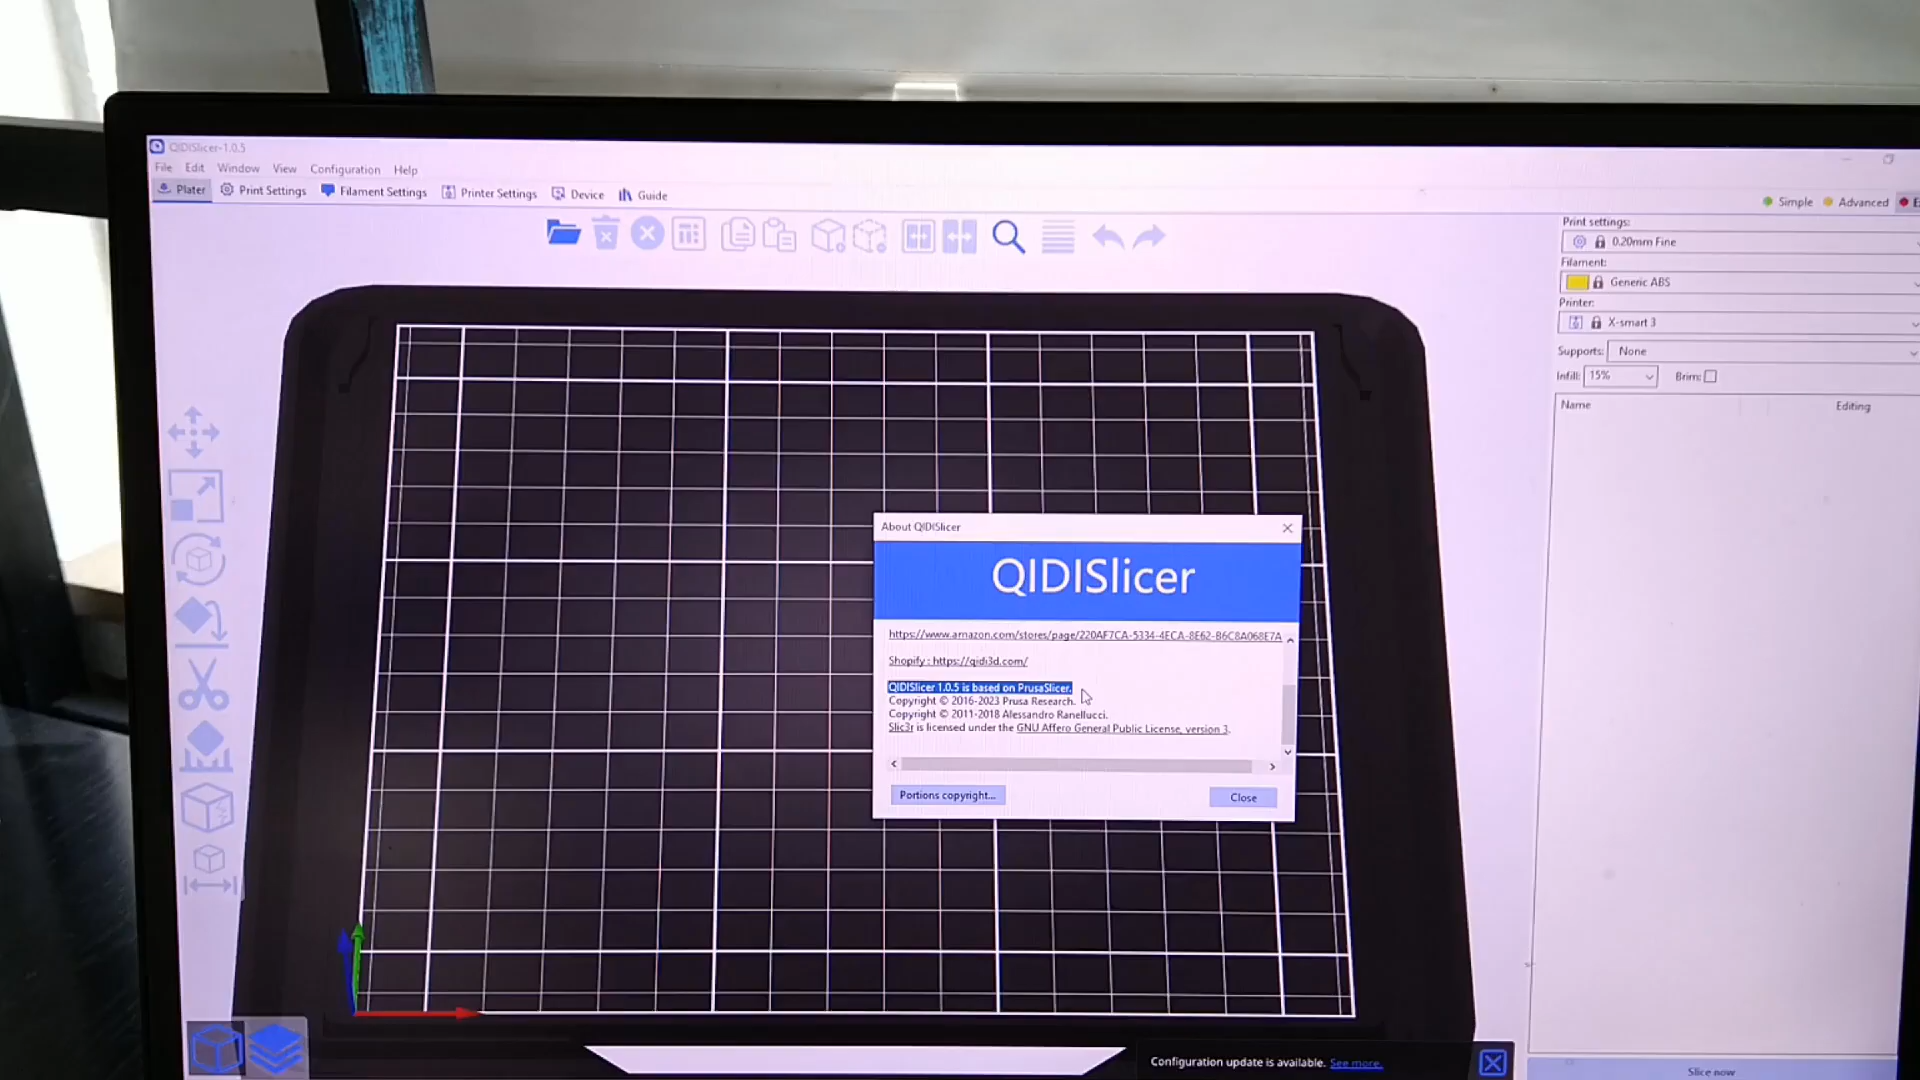 QIDISlicer-1.0.5
File Edit Window View Configuration Help
Plater Print Settings Filament Settings Printer Settings Device Guide
Simple Advanced
Print settings:
0.20mm Fine
Filament:
Generic ABS
Printer:
X-smart 3
Supports: None
Infill: 15% Brim:
Name Editing
About QIDISlicer
QIDISlicer
https://www.amazon.com/stores/page/220AF7CA-5334-4ECA-8E62-B6C8A068E7A
Shopify : https://qidi3d.com/
QIDISlicer 1.0.5 is based on PrusaSlicer.
Copyright © 2016-2023 Prusa Research.
Copyright © 2011-2018 Alessandro Ranellucci.
Slic3r is licensed under the GNU Affero General Public License, version 3.
Portions copyright... Close
Configuration update is available. See more.
Slice now